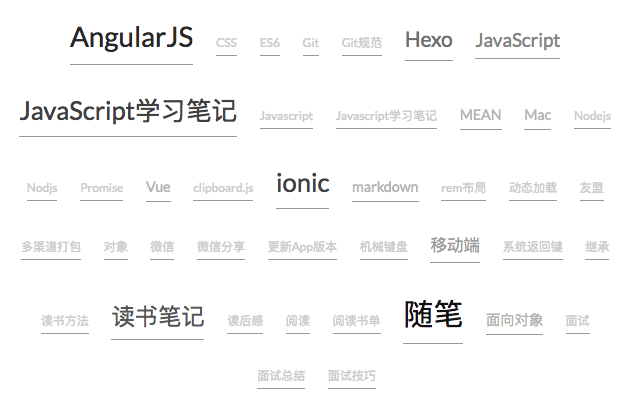 AngularJS CSS ES6 Git Git规范 Hexo JavaScript
JavaScript学习笔记 Javascript Javascript学习笔记 MEAN Mac Nodejs
Nodjs Promise Vue clipboard.js ionic markdown rem布局 动态加载 友盟
多渠道打包 对象 微信 微信分享 更新App版本 机械键盘 移动端 系统返回键 继承
读书方法 读书笔记 读后感 阅读 阅读书单 随笔 面向对象 面试
面试总结 面试技巧